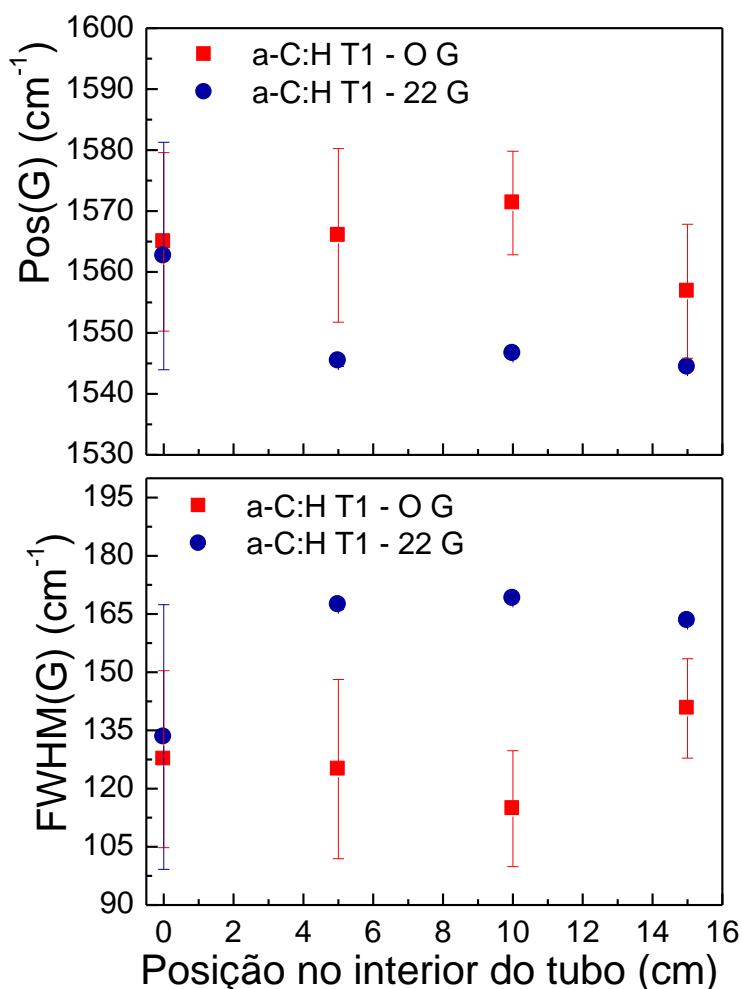 1600
1590
1580
1570
1560
1550
1540
1530
Pos(G) (cm⁻¹)
a-C:H T1 - O G
a-C:H T1 - 22 G
195
180
165
150
135
120
105
90
FWHM(G) (cm⁻¹)
a-C:H T1 - O G
a-C:H T1 - 22 G
0 2 4 6 8 10 12 14 16
Posição no interior do tubo (cm)